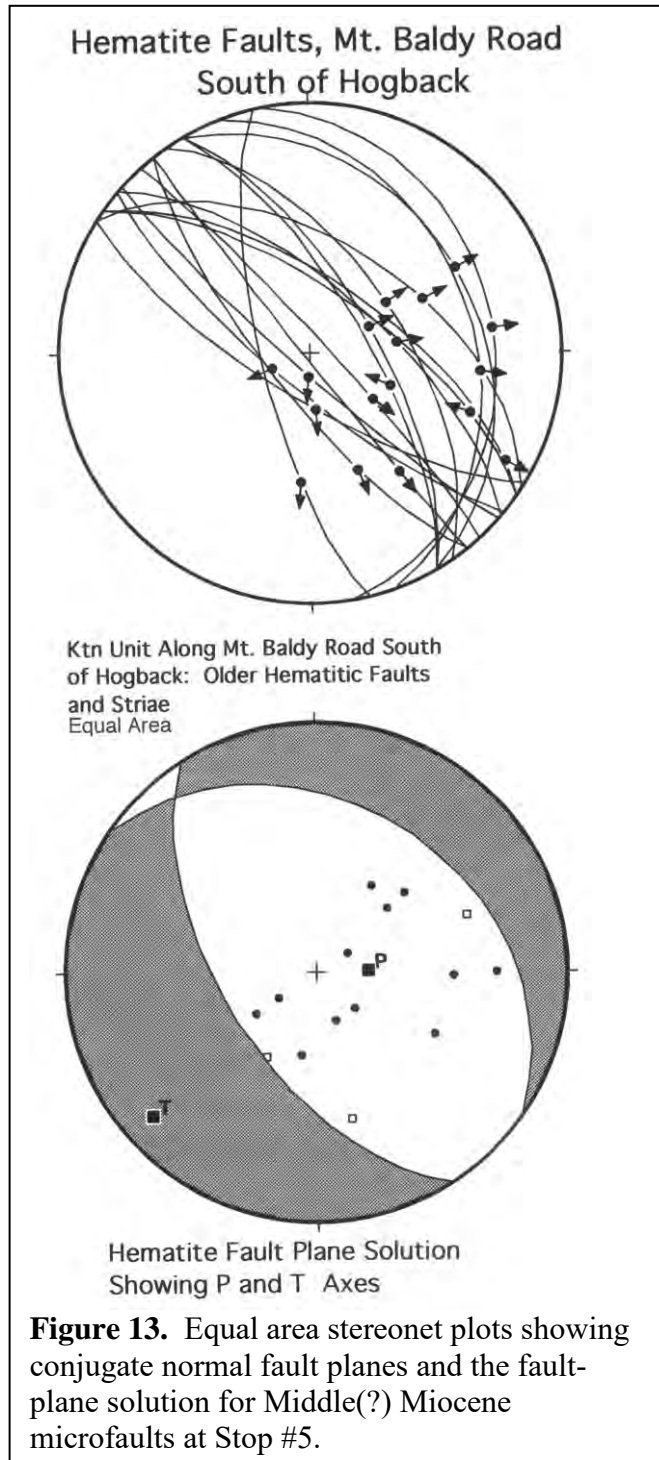 Hematite Faults, Mt. Baldy Road
South of Hogback
Ktn Unit Along Mt. Baldy Road South
of Hogback: Older Hematitic Faults
and Striae
Equal Area
P
T
Hematite Fault Plane Solution
Showing P and T Axes
Figure 13. Equal area stereonet plots showing
conjugate normal fault planes and the fault-
plane solution for Middle(?) Miocene
microfaults at Stop #5.